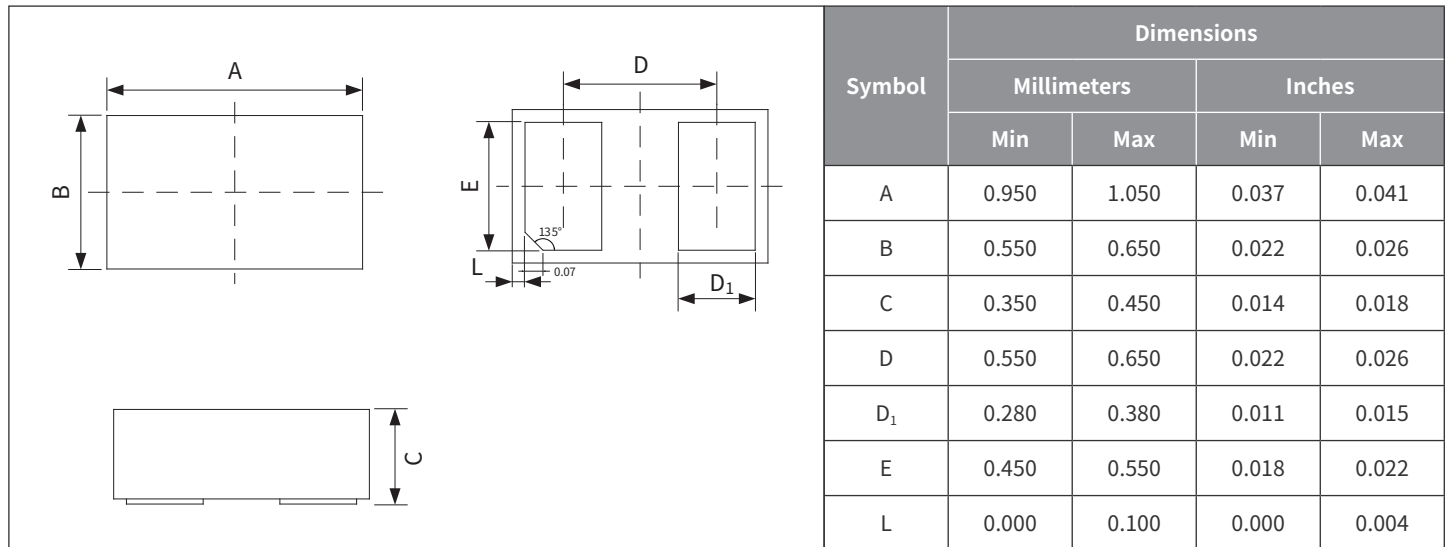 A
B
D
E
135°
L
0.07
D₁
C
Symbol Dimensions
Millimeters Inches
Min Max Min Max
A 0.950 1.050 0.037 0.041
B 0.550 0.650 0.022 0.026
C 0.350 0.450 0.014 0.018
D 0.550 0.650 0.022 0.026
D₁ 0.280 0.380 0.011 0.015
E 0.450 0.550 0.018 0.022
L 0.000 0.100 0.000 0.004